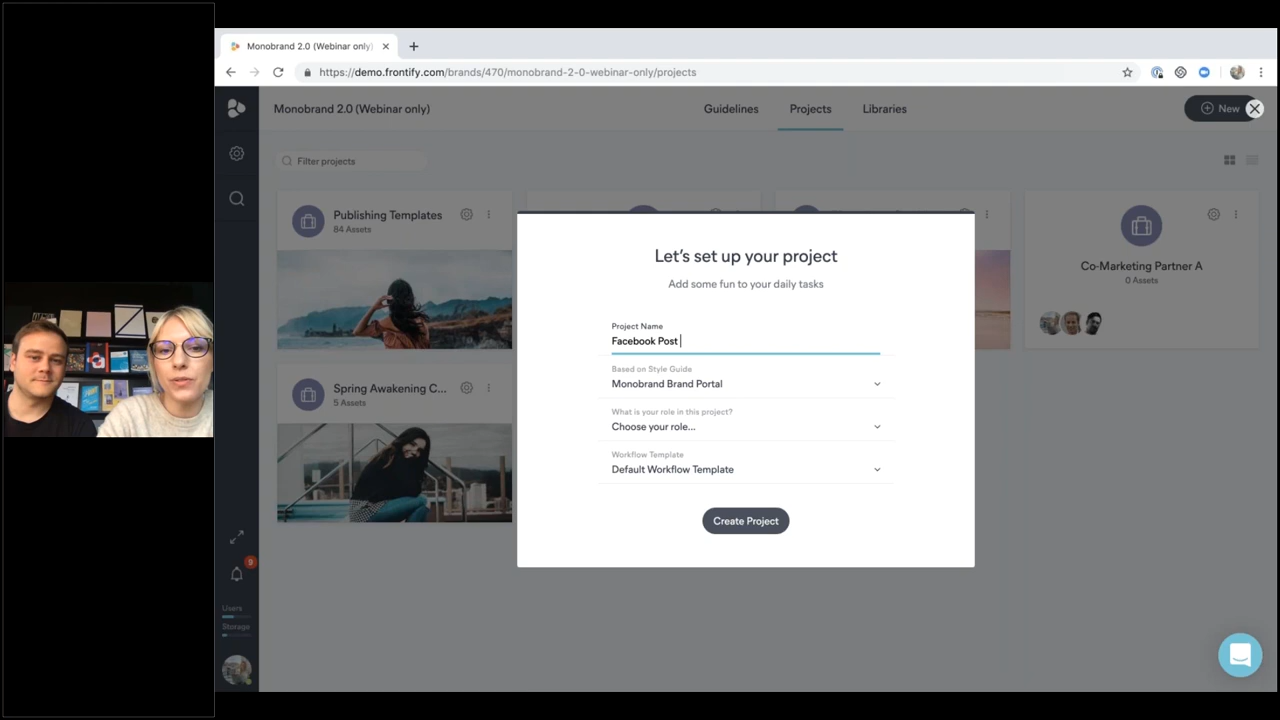 Monobrand 2.0 (Webinar only)
https://demo.frontify.com/brands/470/monobrand-2-0-webinar-only/projects
Monobrand 2.0 (Webinar only)
Guidelines
Projects
Libraries
New
Filter projects
Publishing Templates
84 Assets
Co-Marketing Partner A
0 Assets
Spring Awakening C...
5 Assets
Let's set up your project
Add some fun to your daily tasks
Project Name
Facebook Post
Based on Style Guide
Monobrand Brand Portal
What is your role in this project?
Choose your role...
Workflow Template
Default Workflow Template
Create Project
9
Users
Storage